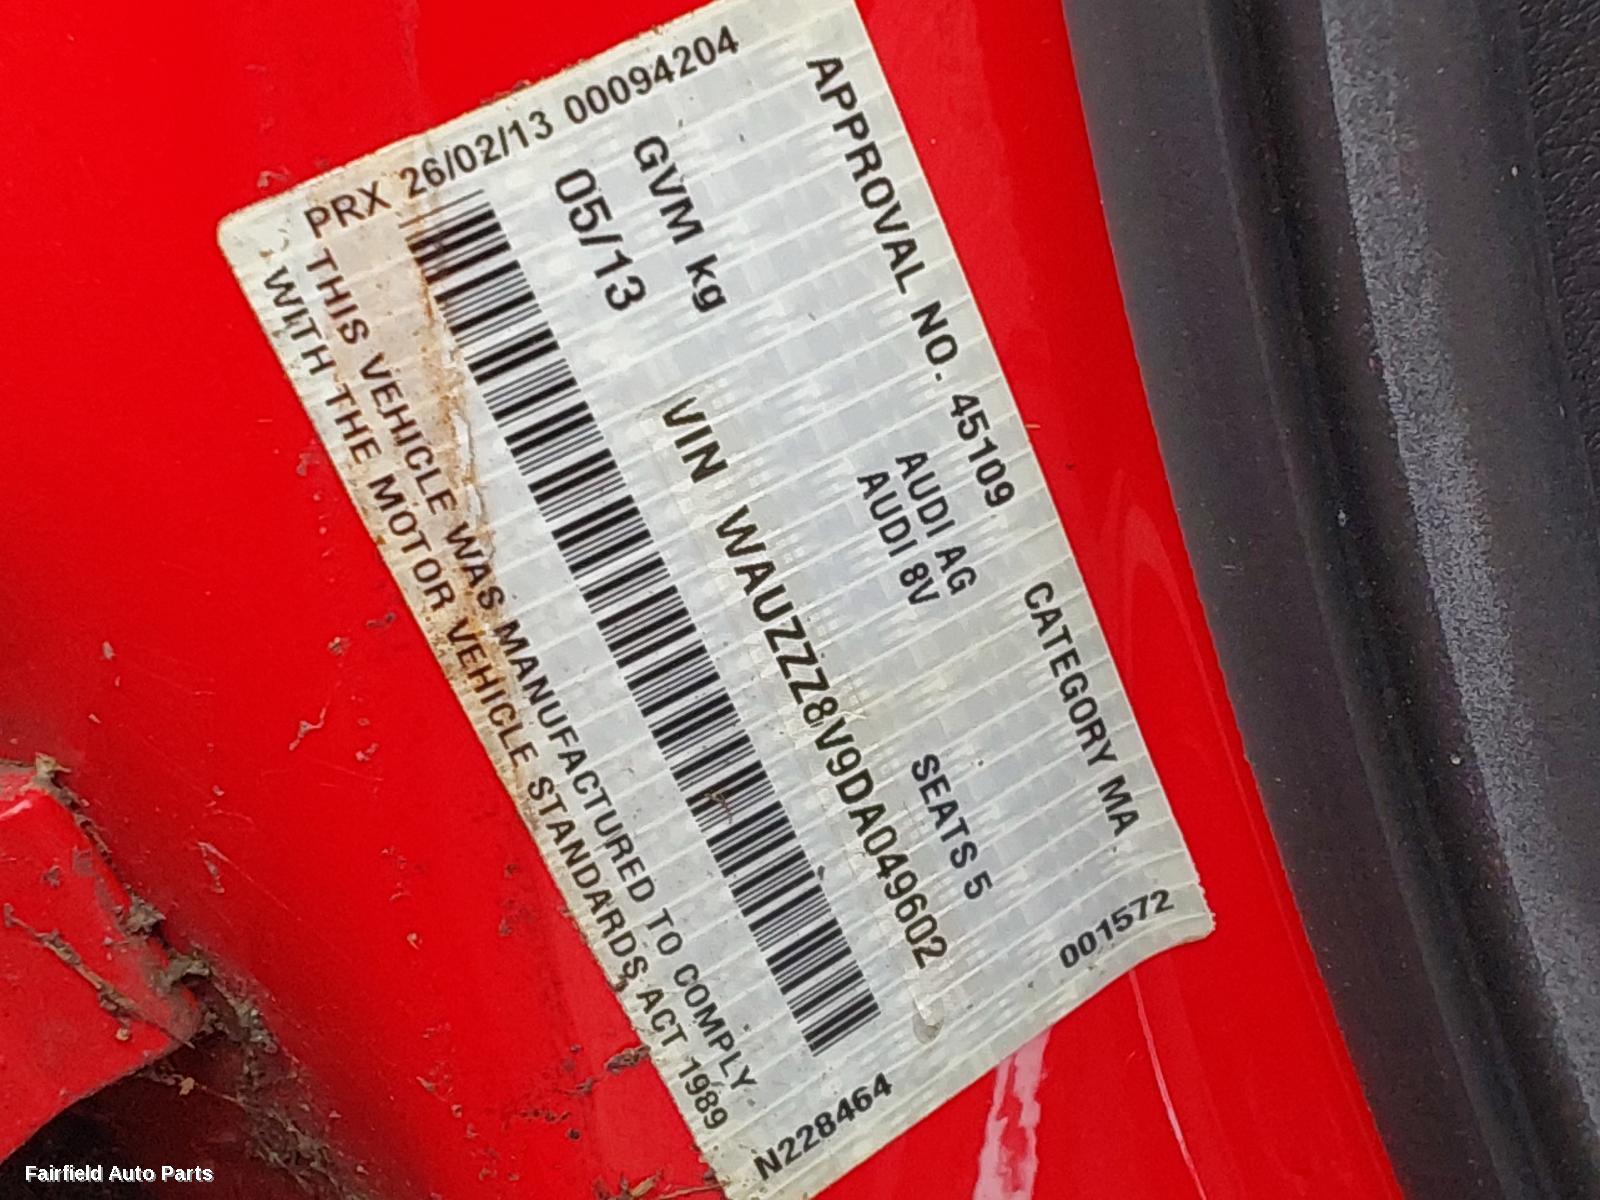 APPROVAL NO. 45109 CATEGORY MA
AUDI AG
AUDI 8V
GVM kg SEATS 5
05/13 VIN WAUZZZ8V9DA049602
THIS VEHICLE WAS MANUFACTURED TO COMPLY
WITH THE MOTOR VEHICLE STANDARDS ACT 1989.
PRX 26/02/13 00094204
001572
N228464
Fairfield Auto Parts